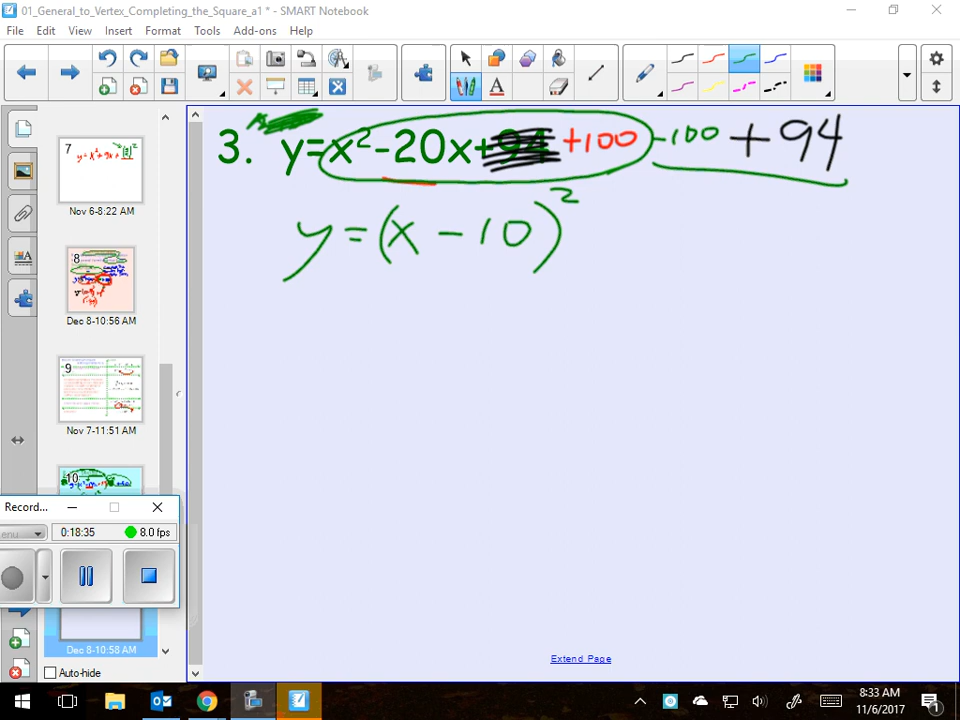 01_General_to_Vertex_Completing_the_Square_a1 * - SMART Notebook
File Edit View Insert Format Tools Add-ons Help
3. y=x²-20x+94 +100 -100 + 94
y = (x - 10)²
7
Nov 6-8:22 AM
8
Dec 8-10:56 AM
9
Nov 7-11:51 AM
10
Record...
enu
0:18:35 8.0 fps
Dec 8-10:58 AM
Auto-hide
Extend Page
8:33 AM
11/6/2017
1